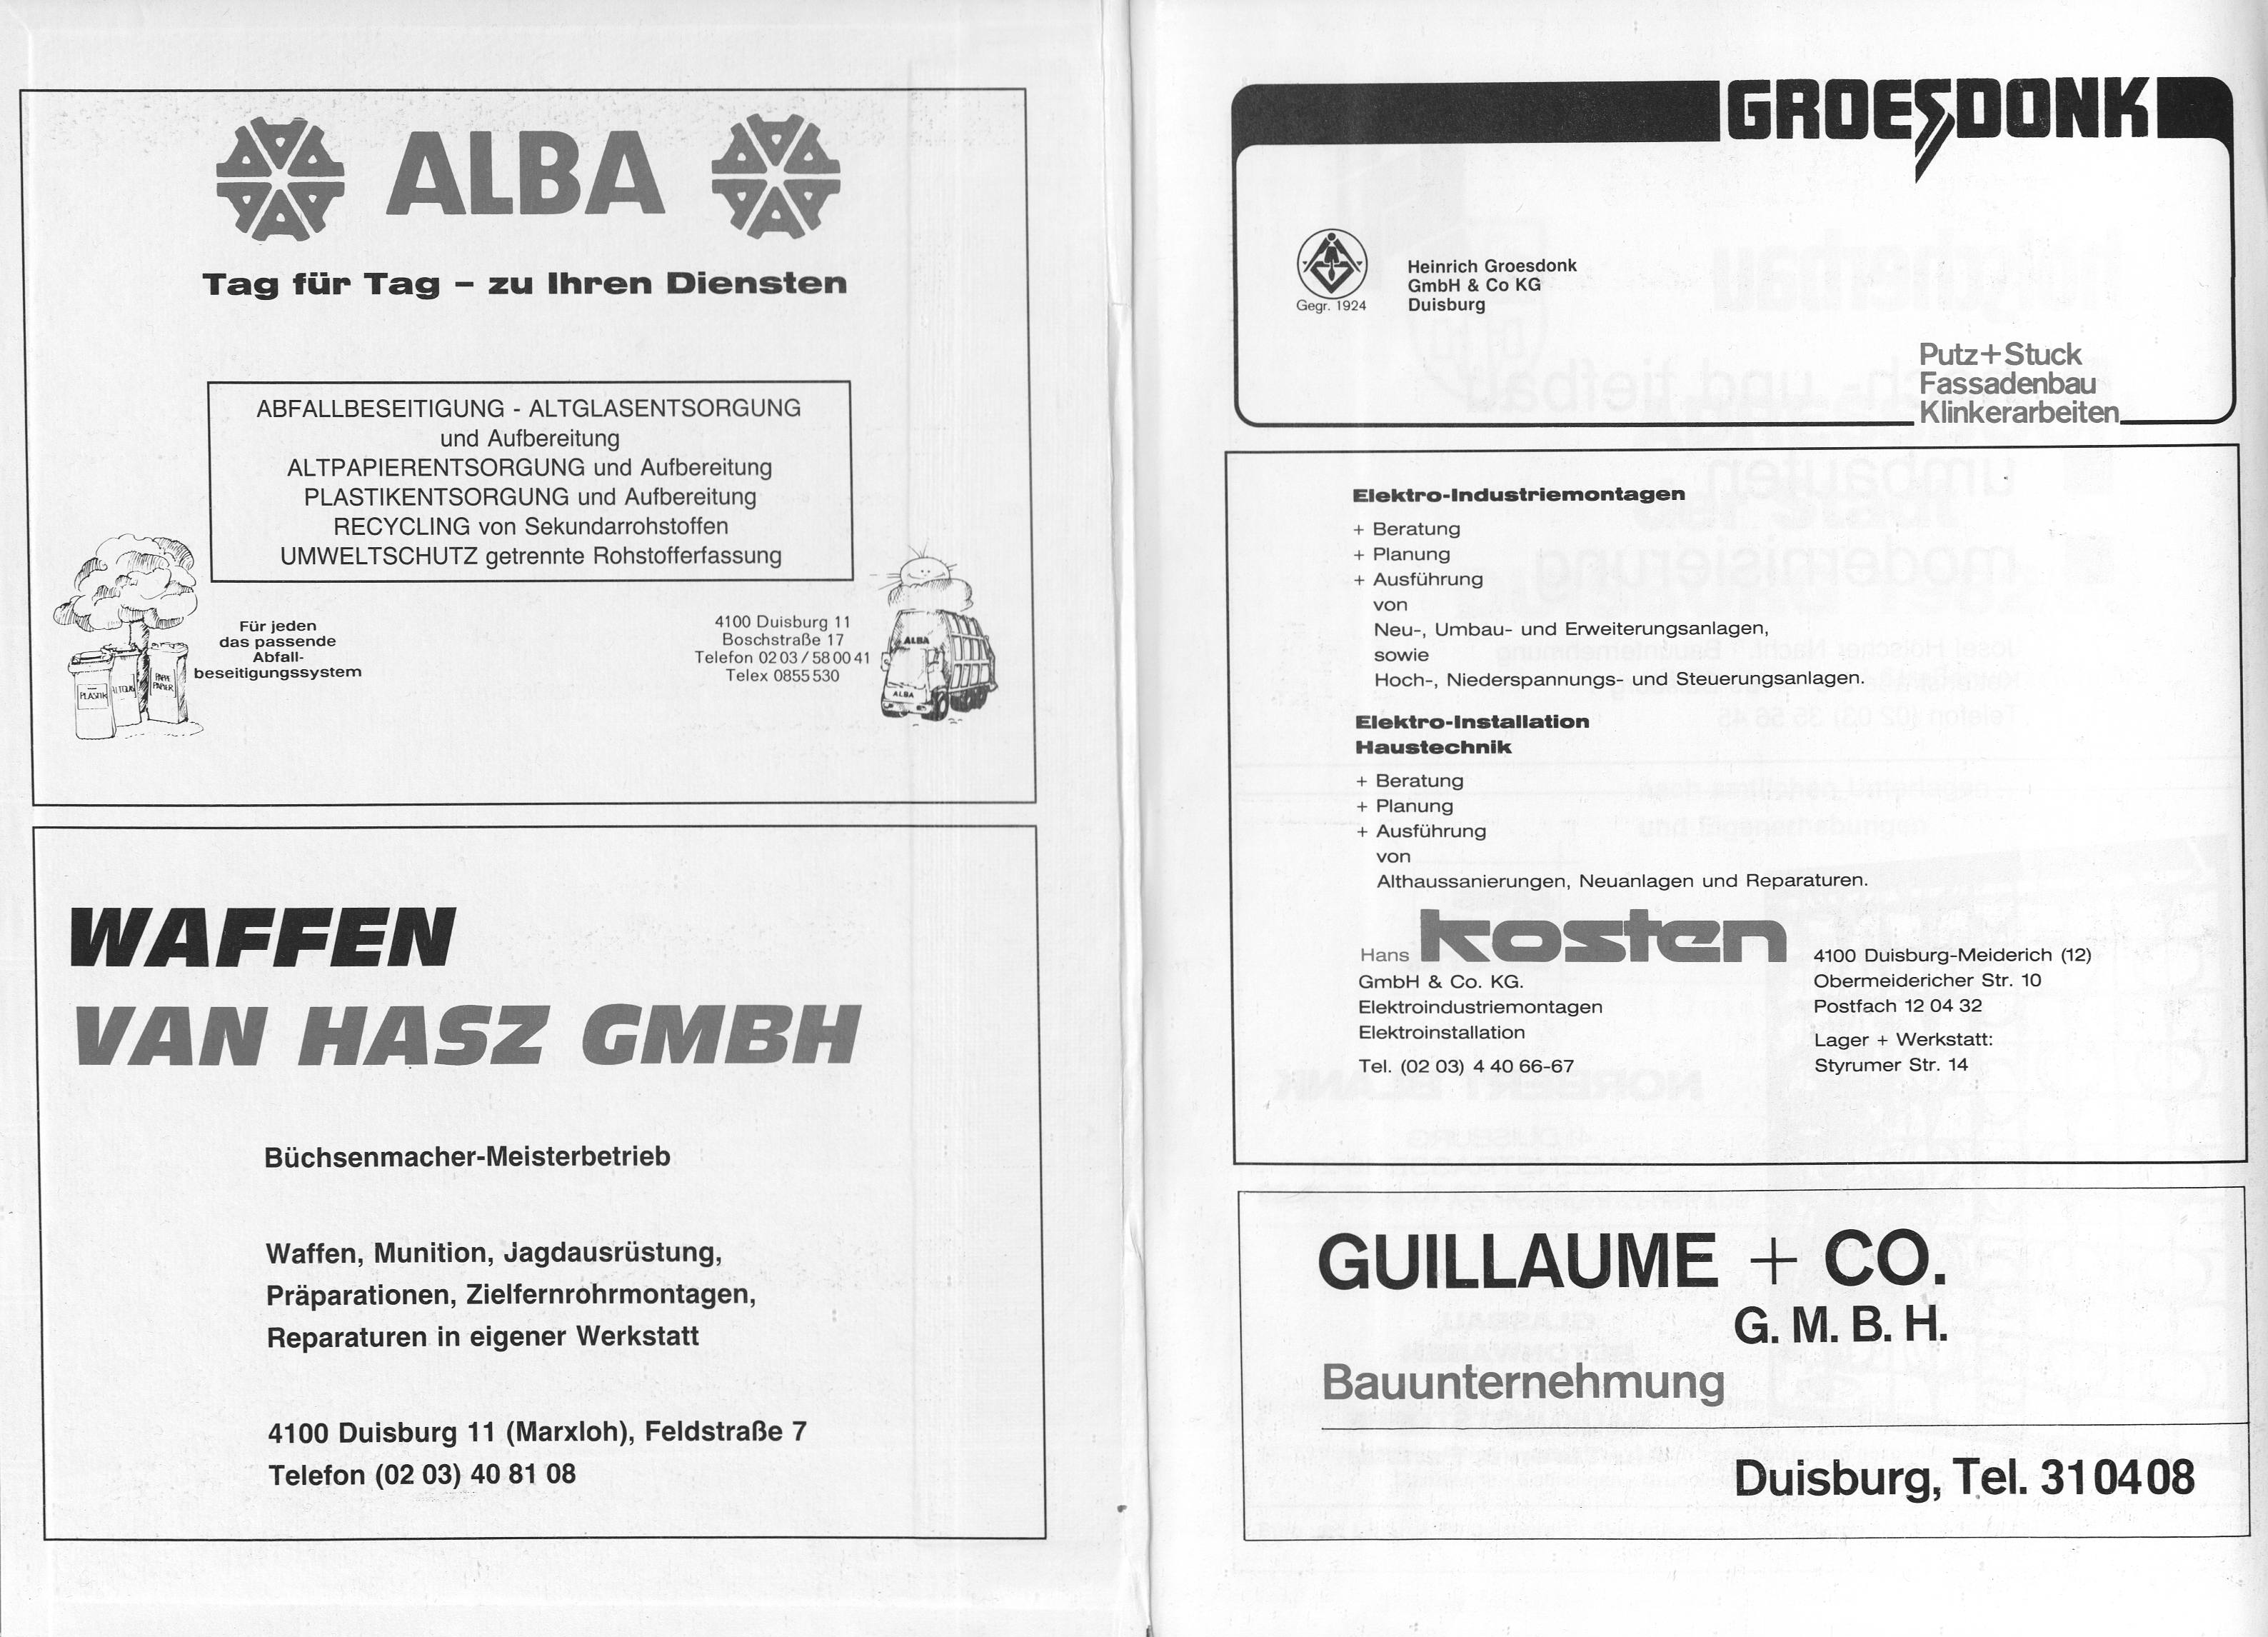 ALBA
Tag für Tag – zu Ihren Diensten
ABFALLBESEITIGUNG - ALTGLASENTSORGUNG
und Aufbereitung
ALTPAPIERENTSORGUNG und Aufbereitung
PLASTIKENTSORGUNG und Aufbereitung
RECYCLING von Sekundarrohstoffen
UMWELTSCHUTZ getrennte Rohstofferfassung
Für jeden
das passende
Abfall-
beseitigungssystem
PLASTIK
PAPPE
PAPIER
4100 Duisburg 11
Boschstraße 17
Telefon 02 03 / 58 00 41
Telex 0855 530
ALBA
ALBA
WAFFEN
VAN HASZ GMBH
Büchsenmacher-Meisterbetrieb
Waffen, Munition, Jagdausrüstung,
Präparationen, Zielfernrohrmontagen,
Reparaturen in eigener Werkstatt
4100 Duisburg 11 (Marxloh), Feldstraße 7
Telefon (02 03) 40 81 08
GROESDONK
Gegr. 1924
Heinrich Groesdonk
GmbH & Co KG
Duisburg
Putz+Stuck
Fassadenbau
Klinkerarbeiten
Elektro-Industriemontagen
+ Beratung
+ Planung
+ Ausführung
von
Neu-, Umbau- und Erweiterungsanlagen,
sowie
Hoch-, Niederspannungs- und Steuerungsanlagen.
Elektro-Installation
Haustechnik
+ Beratung
+ Planung
+ Ausführung
von
Althaussanierungen, Neuanlagen und Reparaturen.
Hans kosten
GmbH & Co. KG.
Elektroindustriemontagen
Elektroinstallation
Tel. (02 03) 4 40 66-67
4100 Duisburg-Meiderich (12)
Obermeidericher Str. 10
Postfach 12 04 32
Lager + Werkstatt:
Styrumer Str. 14
GUILLAUME + CO.
G. M. B. H.
Bauunternehmung
Duisburg, Tel. 31 04 08